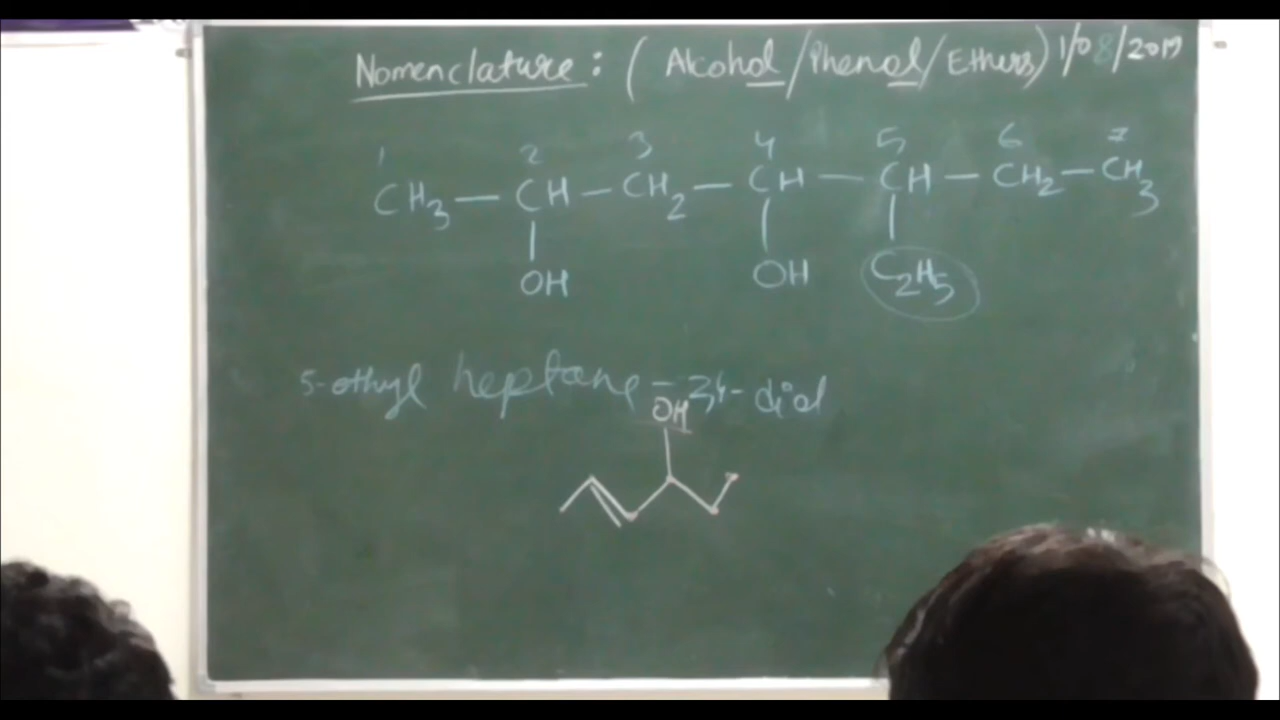 Nomenclature: (Alcohol/Phenol/Ethers) 1/08/2019
1 2 3 4 5 6 7
CH3 — CH — CH2 — CH — CH — CH2 — CH3
OH OH C2H5
5-ethyl heptane - 2,4-diol
OH